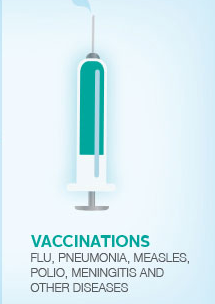 VACCINATIONS
FLU, PNEUMONIA, MEASLES,
POLIO, MENINGITIS AND
OTHER DISEASES